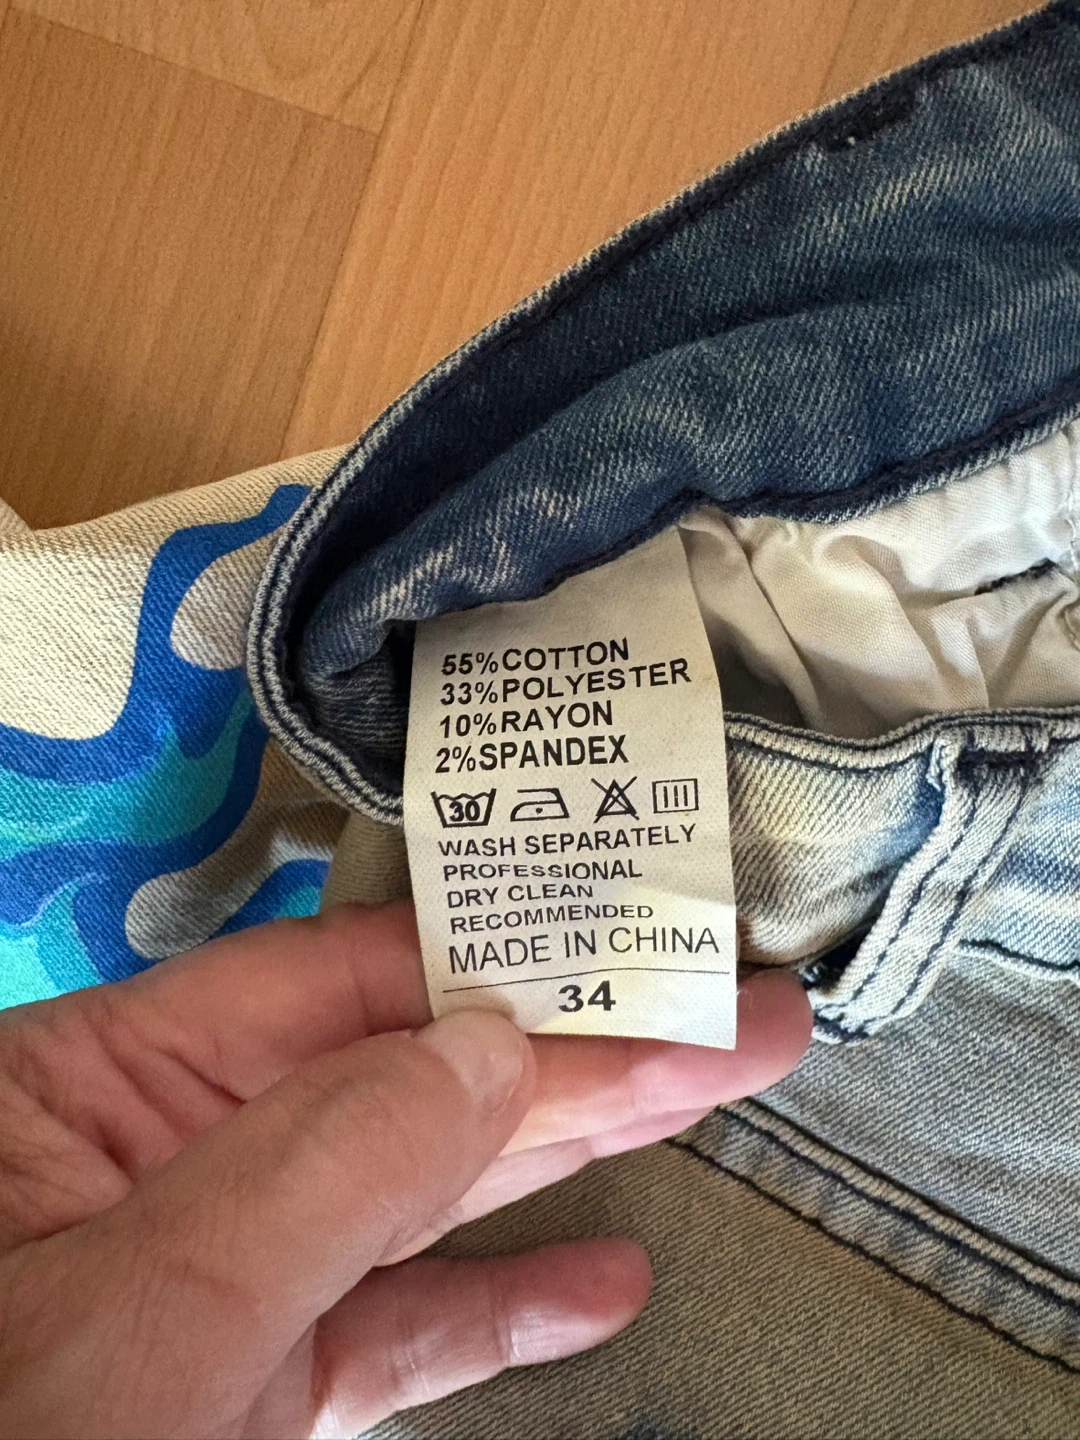 55%COTTON
33%POLYESTER
10%RAYON
2%SPANDEX
30
WASH SEPARATELY
PROFESSIONAL
DRY CLEAN
RECOMMENDED
MADE IN CHINA
34